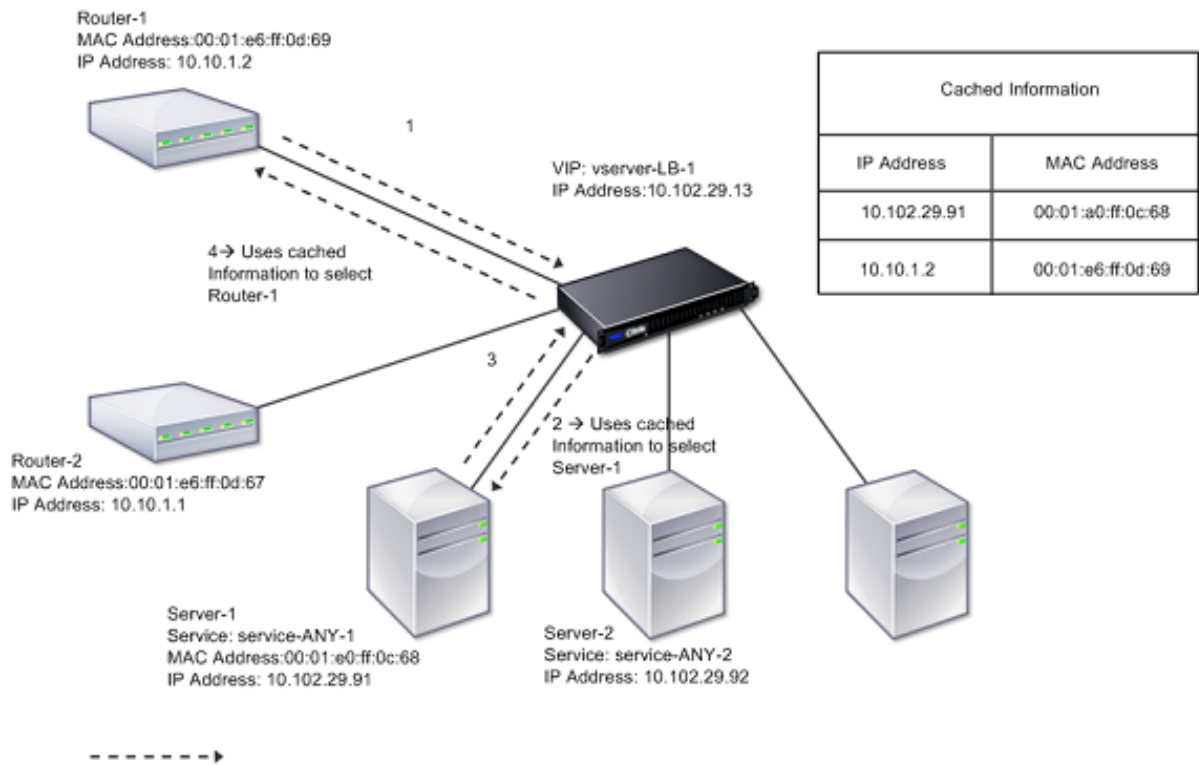 Router-1
MAC Address:00:01:e6:ff:0d:69
IP Address: 10.10.1.2
1
VIP: vserver-LB-1
IP Address:10.102.29.13
Cached Information
IP Address MAC Address
10.102.29.91 00:01:a0:ff:0c:68
10.10.1.2 00:01:e6:ff:0d:69
4→ Uses cached
Information to select
Router-1
3
2 → Uses cached
Information to select
Server-1
Router-2
MAC Address:00:01:e6:ff:0d:67
IP Address: 10.10.1.1
Server-1
Service: service-ANY-1
MAC Address:00:01:e0:ff:0c:68
IP Address: 10.102.29.91
Server-2
Service: service-ANY-2
IP Address: 10.102.29.92